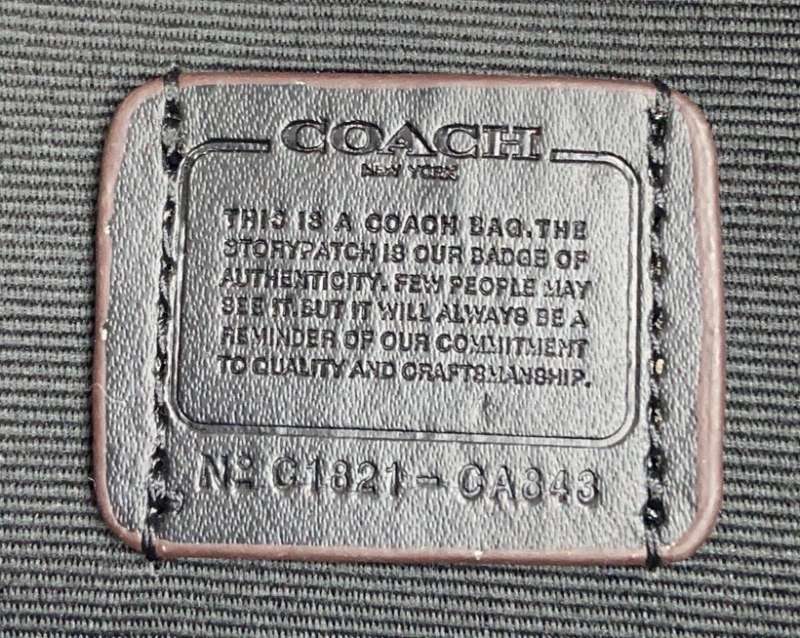 COACH
NEW YORK
THIS IS A COACH BAG. THE
STORYPATCH IS OUR BADGE OF
AUTHENTICITY. FEW PEOPLE MAY
SEE IT. BUT IT WILL ALWAYS BE A
REMINDER OF OUR COMMITMENT
TO QUALITY AND CRAFTSMANSHIP.
Nº C1821-CA843